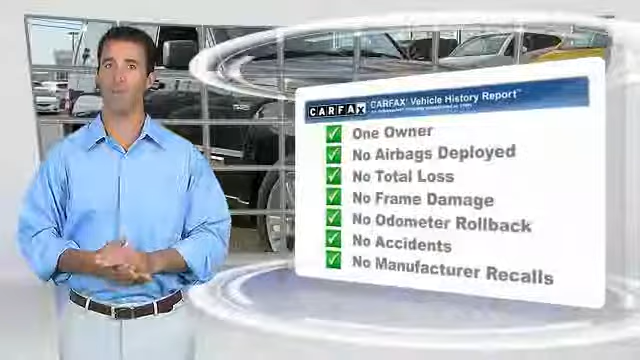 CARFAX CARFAX Vehicle History Report™
One Owner
No Airbags Deployed
No Total Loss
No Frame Damage
No Odometer Rollback
No Accidents
No Manufacturer Recalls